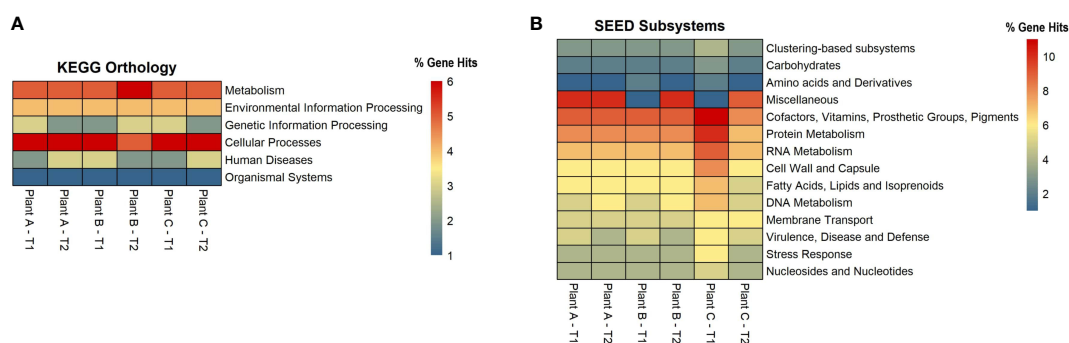 A
KEGG Orthology
% Gene Hits
6
5
4
3
2
1
Metabolism
Environmental Information Processing
Genetic Information Processing
Cellular Processes
Human Diseases
Organismal Systems
Plant A - T1
Plant A - T2
Plant B - T1
Plant B - T2
Plant C - T1
Plant C - T2
B
SEED Subsystems
% Gene Hits
10
8
6
4
2
Clustering-based subsystems
Carbohydrates
Amino acids and Derivatives
Miscellaneous
Cofactors, Vitamins, Prosthetic Groups, Pigments
Protein Metabolism
RNA Metabolism
Cell Wall and Capsule
Fatty Acids, Lipids and Isoprenoids
DNA Metabolism
Membrane Transport
Virulence, Disease and Defense
Stress Response
Nucleosides and Nucleotides
Plant A - T1
Plant A - T2
Plant B - T1
Plant B - T2
Plant C - T1
Plant C - T2